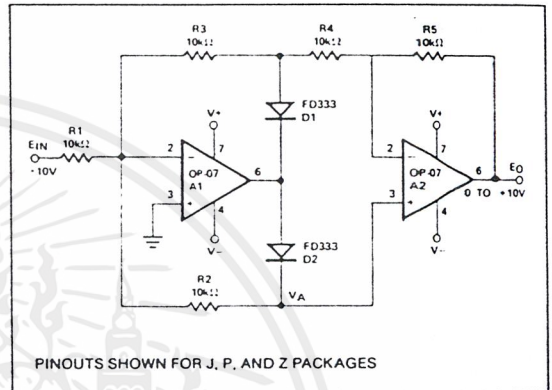 R3
10kΩ
R4
10kΩ
R5
10kΩ
FD333
D1
V+
V+
R1
10kΩ
EIN
±10V
2
7
OP-07
A1
6
3
4
V−
2
7
OP-07
A2
6
EO
0 TO +10V
3
4
V−
FD333
D2
R2
10kΩ
VA
PINOUTS SHOWN FOR J, P, AND Z PACKAGES